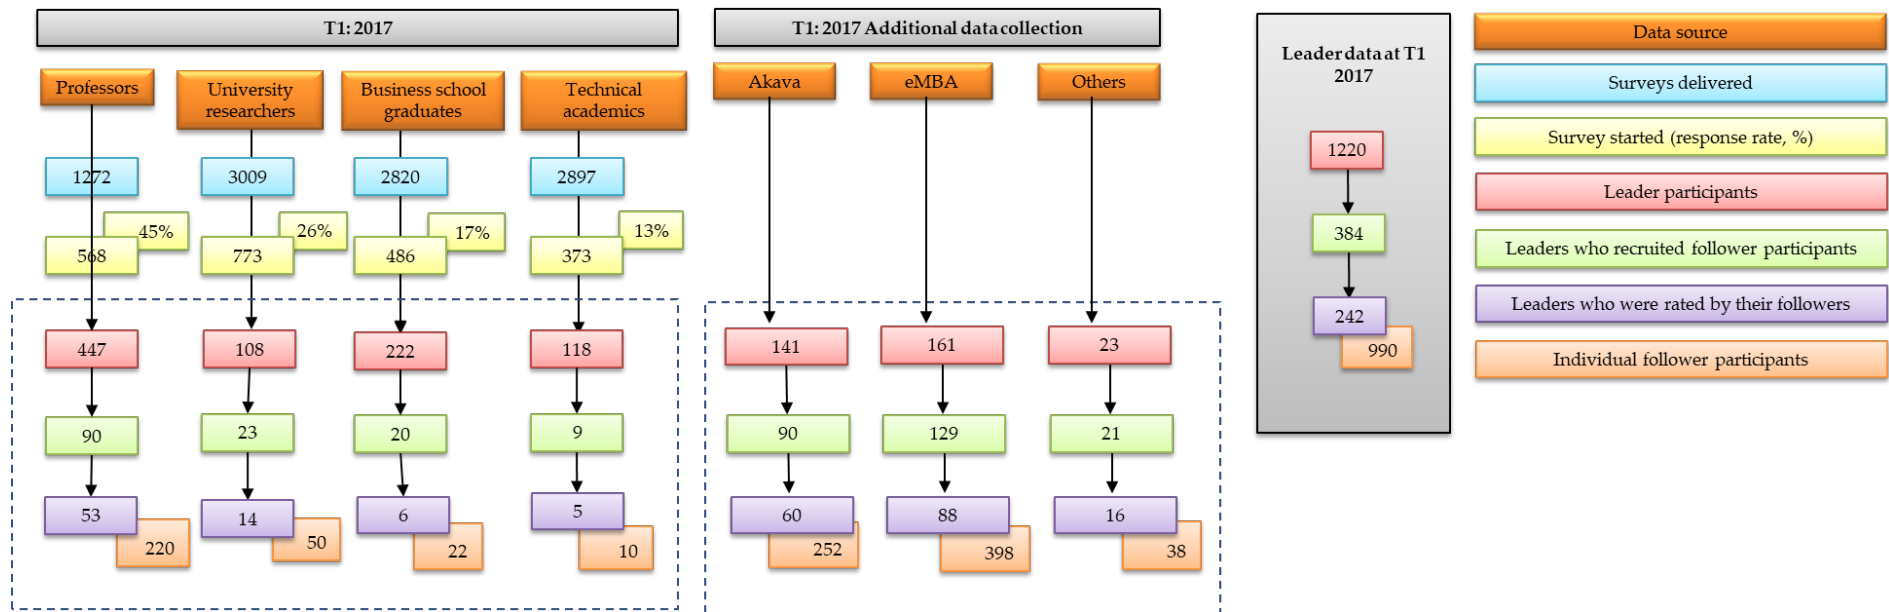 T1: 2017
T1: 2017 Additional data collection
Professors
University
researchers
Business school
graduates
Technical
academics
Akava
eMBA
Others
1272
3009
2820
2897
45%
26%
17%
13%
568
773
486
373
447
108
222
118
141
161
23
90
23
20
9
90
129
21
53
14
6
5
60
88
16
220
50
22
10
252
398
38
Leader data at T1
2017
1220
384
242
990
Data source
Surveys delivered
Survey started (response rate, %)
Leader participants
Leaders who recruited follower participants
Leaders who were rated by their followers
Individual follower participants